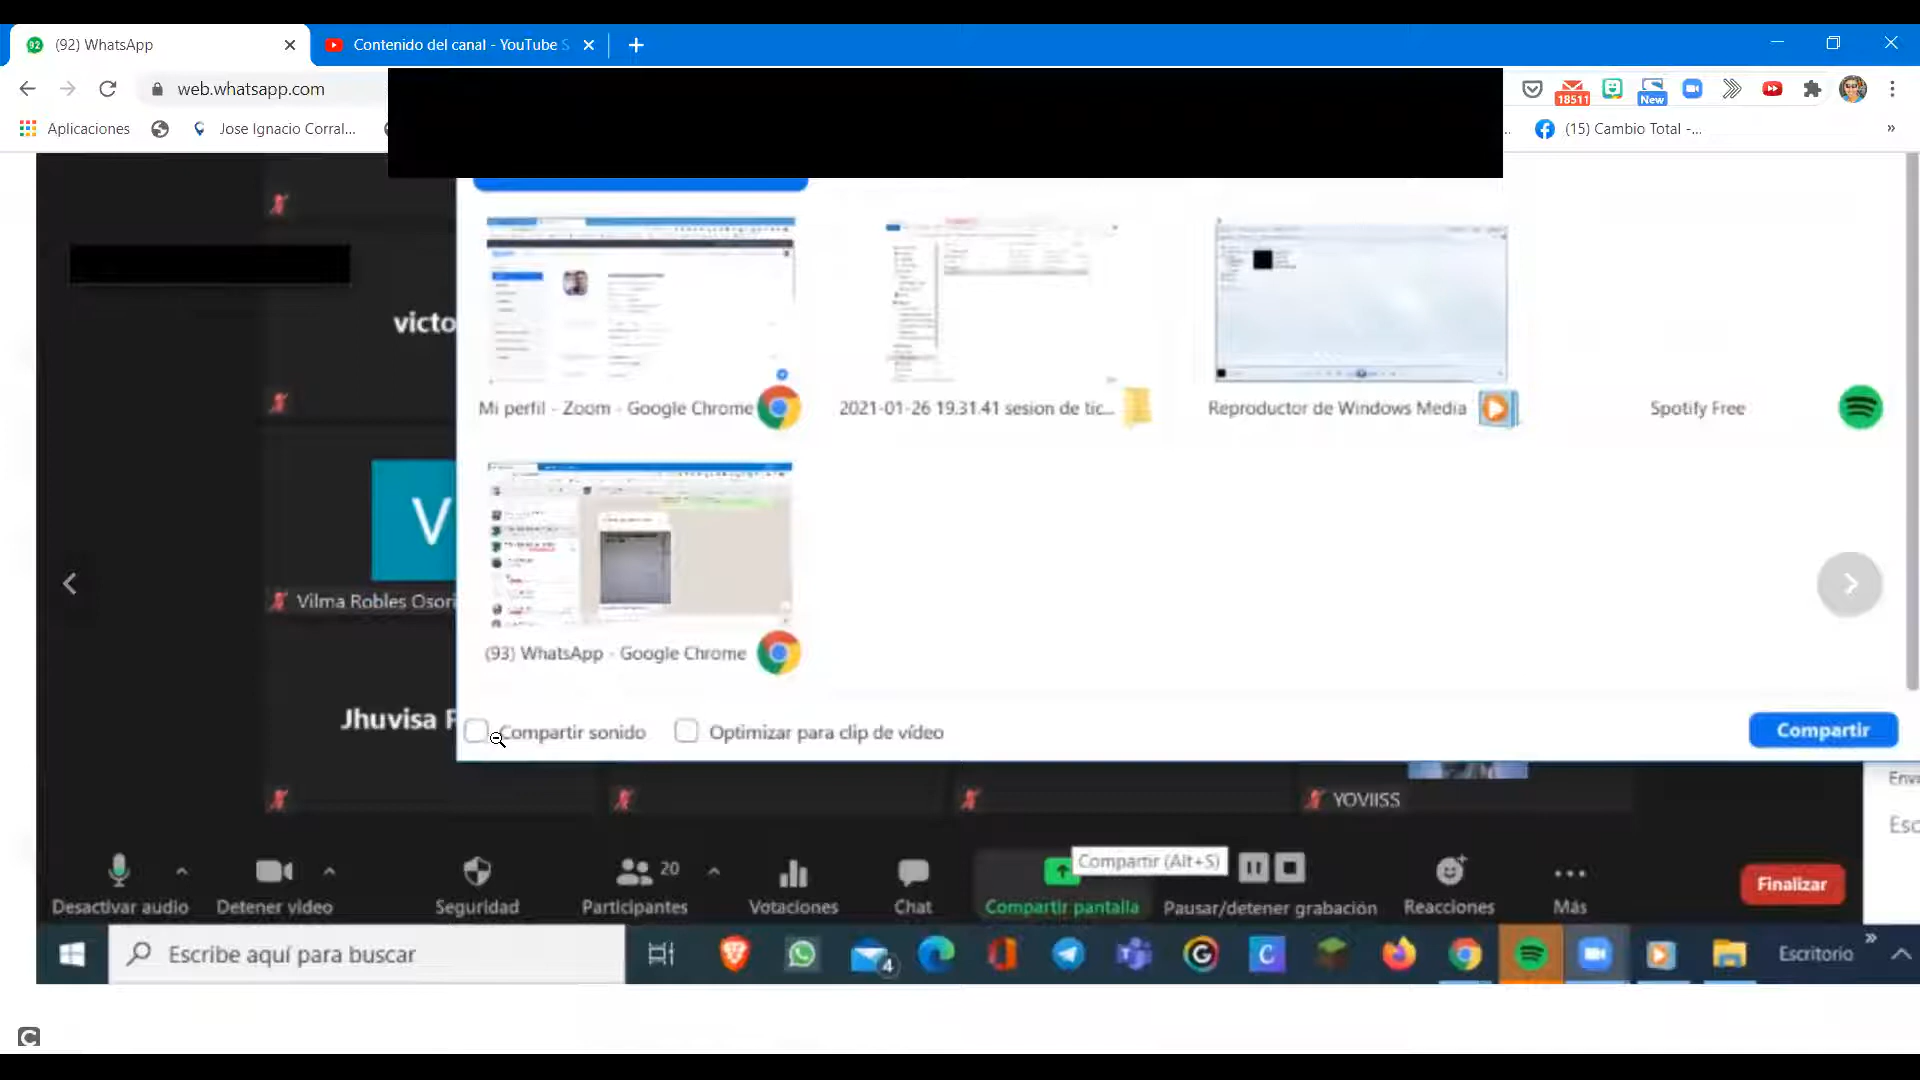 92 (92) WhatsApp
Contenido del canal - YouTube S
web.whatsapp.com
18511
New
Aplicaciones
Jose Ignacio Corral...
(15) Cambio Total -...
»
victo
Mi perfil - Zoom - Google Chrome
2021-01-26 19.31.41 sesion de tic...
Reproductor de Windows Media
Spotify Free
V
Vilma Robles Osori
(93) WhatsApp - Google Chrome
Jhuvisa
Compartir sonido
Optimizar para clip de vídeo
Compartir
YOVIISS
Env
Esc
Compartir (Alt+S)
20
Desactivar audio
Detener video
Seguridad
Participantes
Votaciones
Chat
Compartir pantalla
Pausar/detener grabación
Reacciones
Más
Finalizar
Escribe aquí para buscar
4
Escritorio
»